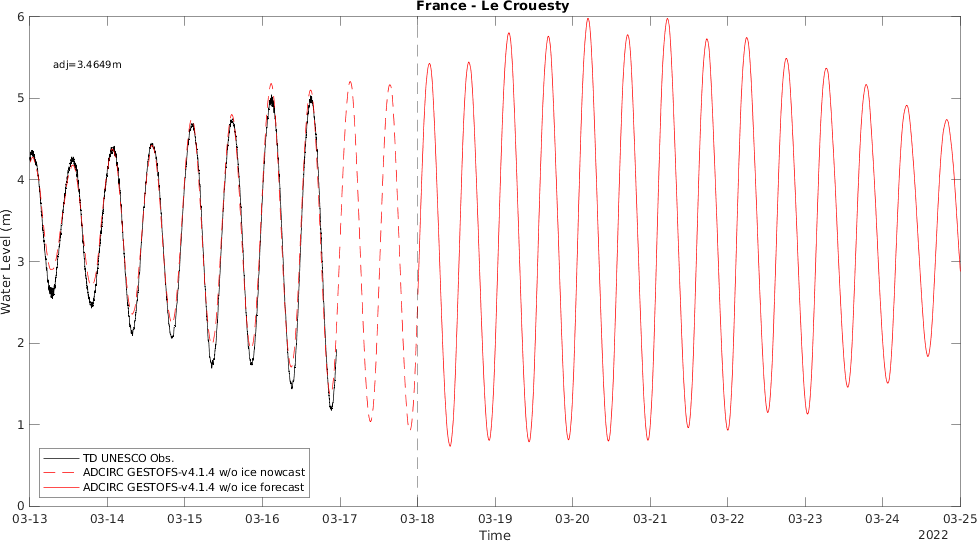 France - Le Crouesty
adj=3.4649m
Water Level (m)
6
5
4
3
2
1
0
TD UNESCO Obs.
ADCIRC GESTOFS-v4.1.4 w/o ice nowcast
ADCIRC GESTOFS-v4.1.4 w/o ice forecast
03-13 03-14 03-15 03-16 03-17 03-18 03-19 03-20 03-21 03-22 03-23 03-24 03-25
Time
2022